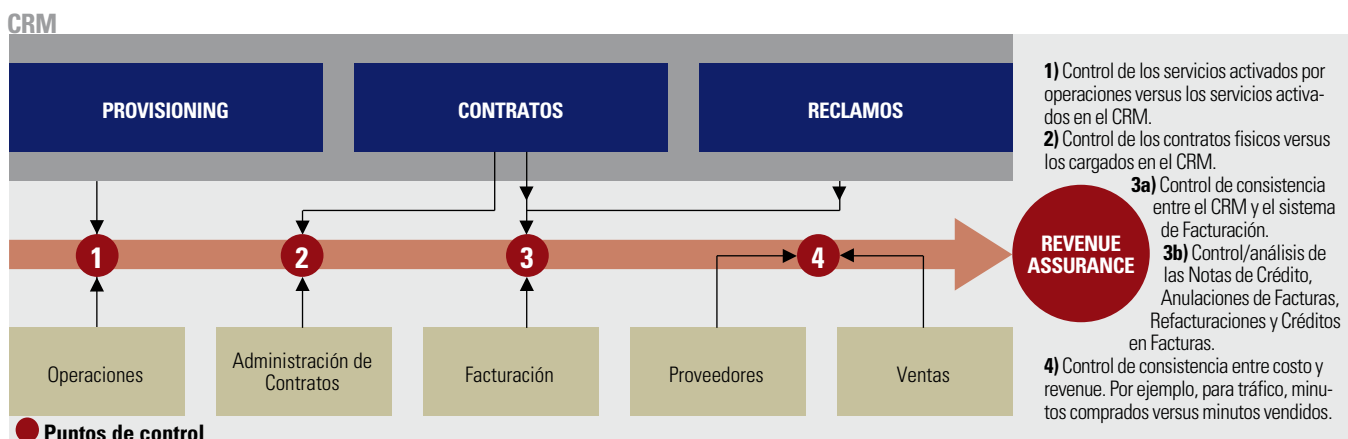 CRM
PROVISIONING
CONTRATOS
RECLAMOS
1
2
3
4
REVENUE
ASSURANCE
Operaciones
Administración de
Contratos
Facturación
Proveedores
Ventas
Puntos de control
1) Control de los servicios activados por
operaciones versus los servicios activa-
dos en el CRM.
2) Control de los contratos fisicos versus
los cargados en el CRM.
3a) Control de consistencia
entre el CRM y el sistema
de Facturación.
3b) Control/análisis de
las Notas de Crédito,
Anulaciones de Facturas,
Refacturaciones y Créditos
en Facturas.
4) Control de consistencia entre costo y
revenue. Por ejemplo, para tráfico, minu-
tos comprados versus minutos vendidos.